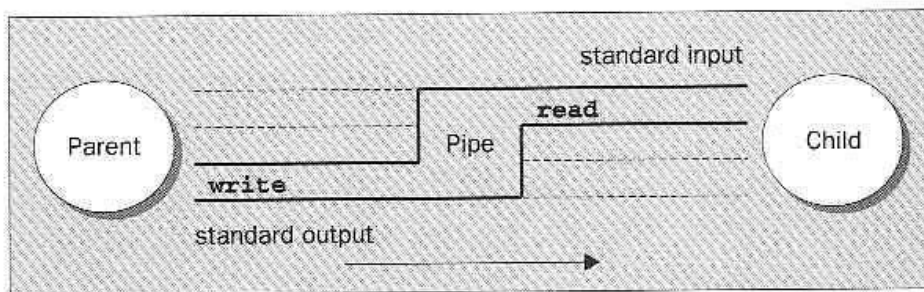 standard input
read
Parent
Pipe
Child
write
standard output